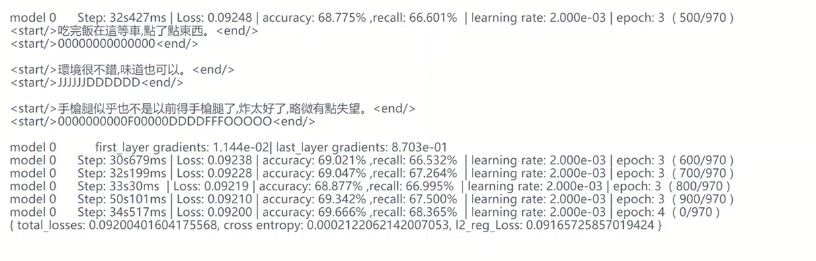 model 0 Step: 32s427ms | Loss: 0.09248 | accuracy: 68.775% ,recall: 66.601% | learning rate: 2.000e-03 | epoch: 3 ( 500/970 )
<start/>吃完飯在這等車,點了點東西。<end/>
<start/>OOOOOOOOOOOOOO<end/>
<start/>環境很不錯,味道也可以。<end/>
<start/>JJJJJJDDDDDD<end/>
<start/>手槍腿似乎也不是以前得手槍腿了,炸太好了,略微有點失望。<end/>
<start/>OOOOOOOOOOFOOOOODDDDFFFOOOOO<end/>
model 0 first_layer gradients: 1.144e-02| last_layer gradients: 8.703e-01
model 0 Step: 30s679ms | Loss: 0.09238 | accuracy: 69.021% ,recall: 66.532% | learning rate: 2.000e-03 | epoch: 3 ( 600/970 )
model 0 Step: 32s199ms | Loss: 0.09228 | accuracy: 69.047% ,recall: 67.264% | learning rate: 2.000e-03 | epoch: 3 ( 700/970 )
model 0 Step: 33s30ms | Loss: 0.09219 | accuracy: 68.877% ,recall: 66.995% | learning rate: 2.000e-03 | epoch: 3 ( 800/970 )
model 0 Step: 50s101ms | Loss: 0.09210 | accuracy: 69.342% ,recall: 67.500% | learning rate: 2.000e-03 | epoch: 3 ( 900/970 )
model 0 Step: 34s517ms | Loss: 0.09200 | accuracy: 69.666% ,recall: 68.365% | learning rate: 2.000e-03 | epoch: 4 ( 0/970 )
{ total_losses: 0.09200401604175568, cross entropy: 0.0002122062142007053, l2_reg_Loss: 0.09165725857019424 }